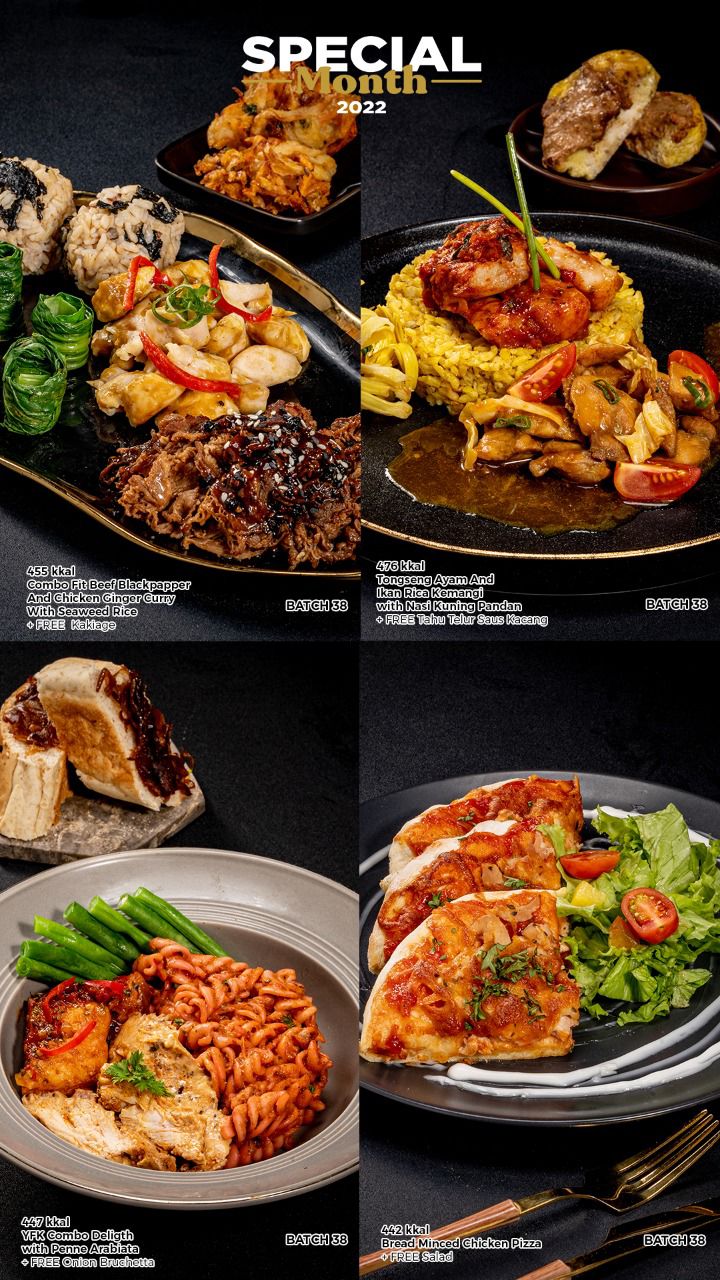 SPECIAL
Month
2022
455 kkal
Combo Fit Beef Blackpapper
And Chicken Ginger Curry
With Seaweed Rice
+ FREE Kakiage
BATCH 38
476 kkal
Tongseng Ayam And
Ikan Rica Kemangi
with Nasi Kuning Pandan
+ FREE Tahu Telur Saus Kacang
BATCH 38
447 kkal
YFK Combo Deligth
with Penne Arabiata
+ FREE Onion Bruchetta
BATCH 38
442 kkal
Bread Minced Chicken Pizza
+ FREE Salad
BATCH 38